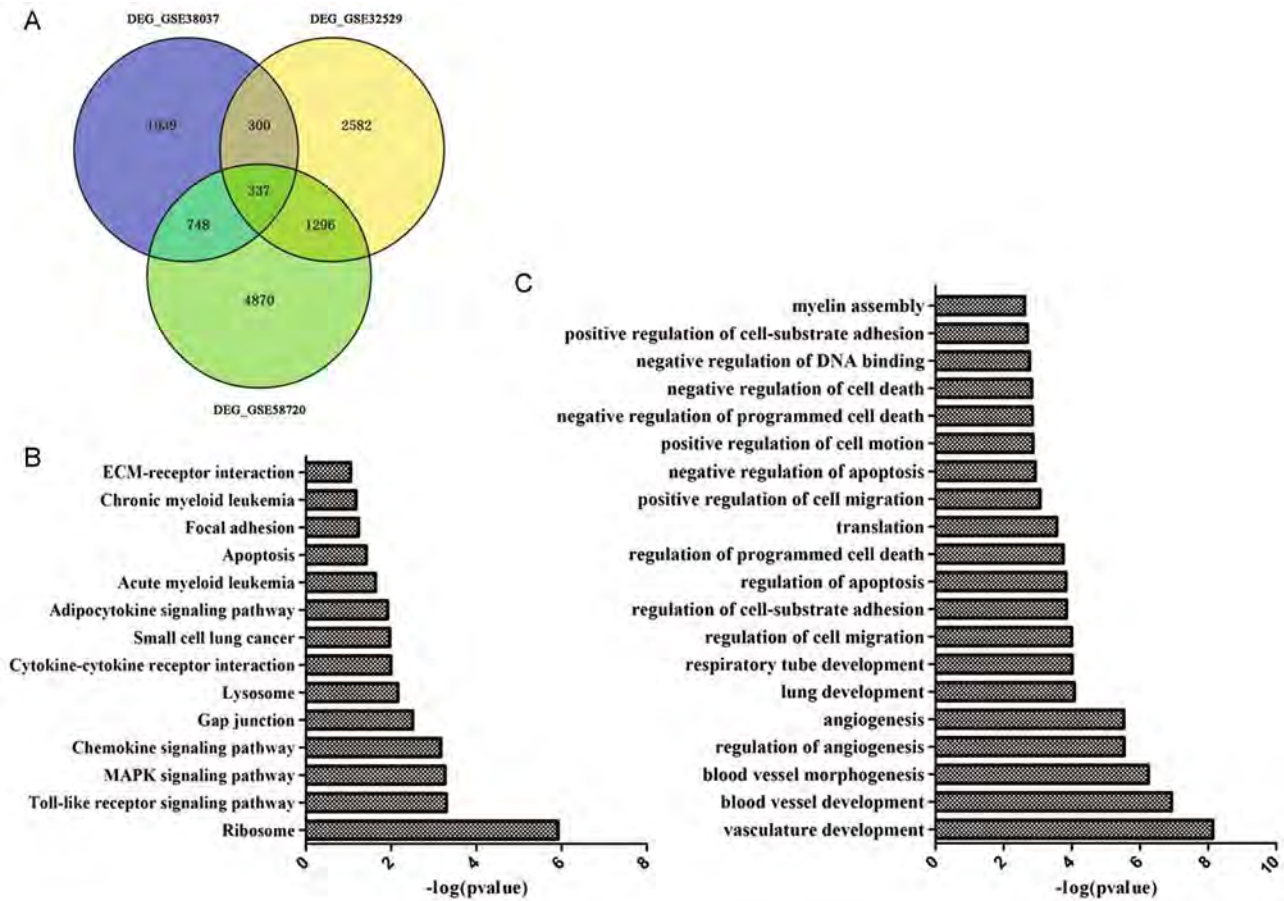 A
DEG_GSE38037
DEG_GSE32529
1039
300
2582
337
748
1296
4870
DEG_GSE58720
B
ECM-receptor interaction
Chronic myeloid leukemia
Focal adhesion
Apoptosis
Acute myeloid leukemia
Adipocytokine signaling pathway
Small cell lung cancer
Cytokine-cytokine receptor interaction
Lysosome
Gap junction
Chemokine signaling pathway
MAPK signaling pathway
Toll-like receptor signaling pathway
Ribosome
0 2 4 6 8
-log(pvalue)
C
myelin assembly
positive regulation of cell-substrate adhesion
negative regulation of DNA binding
negative regulation of cell death
negative regulation of programmed cell death
positive regulation of cell motion
negative regulation of apoptosis
positive regulation of cell migration
translation
regulation of programmed cell death
regulation of apoptosis
regulation of cell-substrate adhesion
regulation of cell migration
respiratory tube development
lung development
angiogenesis
regulation of angiogenesis
blood vessel morphogenesis
blood vessel development
vasculature development
0 2 4 6 8 10
-log(pvalue)